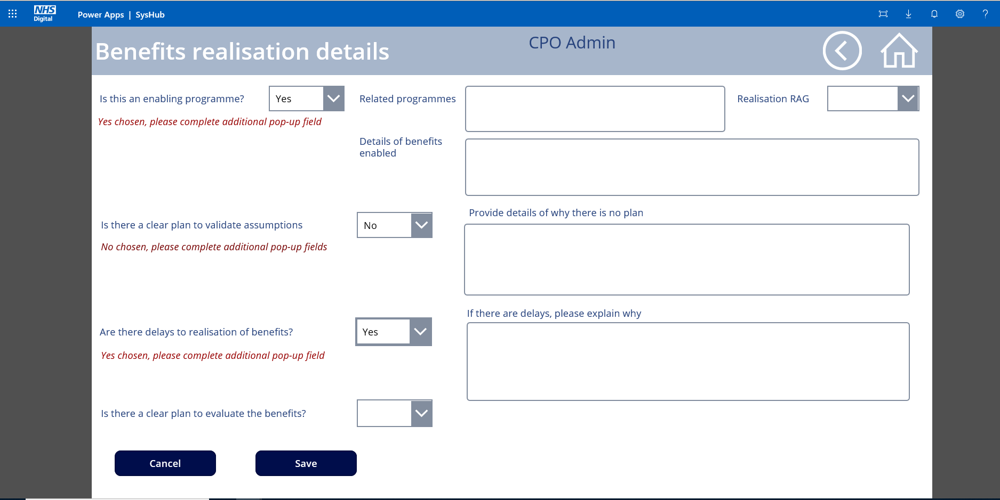 NHS
Digital
Power Apps | SysHub
Benefits realisation details
CPO Admin
Is this an enabling programme?
Yes
Related programmes
Realisation RAG
Yes chosen, please complete additional pop-up field
Details of benefits
enabled
Provide details of why there is no plan
Is there a clear plan to validate assumptions
No
No chosen, please complete additional pop-up fields
If there are delays, please explain why
Are there delays to realisation of benefits?
Yes
Yes chosen, please complete additional pop-up field
Is there a clear plan to evaluate the benefits?
Cancel
Save